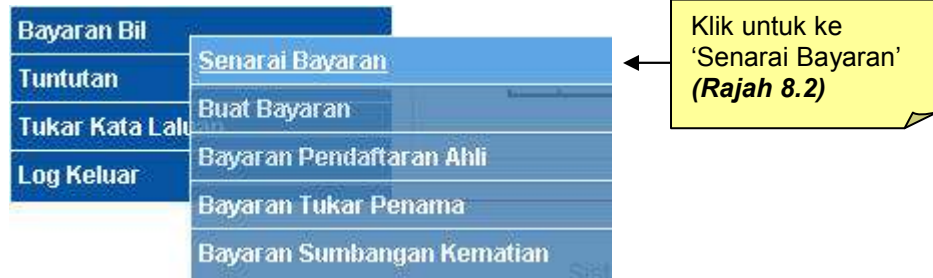 Bayaran Bil
Tuntutan
Tukar Kata Laluan
Log Keluar
Senarai Bayaran
Buat Bayaran
Bayaran Pendaftaran Ahli
Bayaran Tukar Penama
Bayaran Sumbangan Kematian
Klik untuk ke
‘Senarai Bayaran’
(Rajah 8.2)